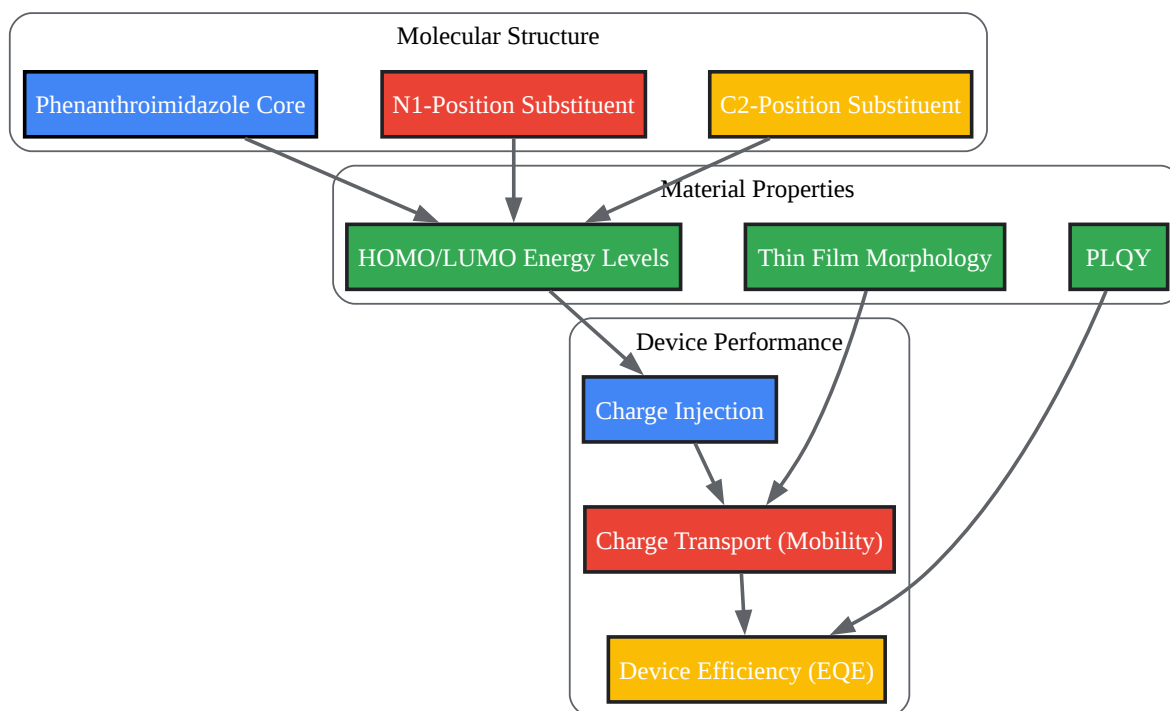 Molecular Structure
Phenanthroimidazole Core
N1-Position Substituent
C2-Position Substituent
Material Properties
HOMO/LUMO Energy Levels
Thin Film Morphology
PLQY
Device Performance
Charge Injection
Charge Transport (Mobility)
Device Efficiency (EQE)